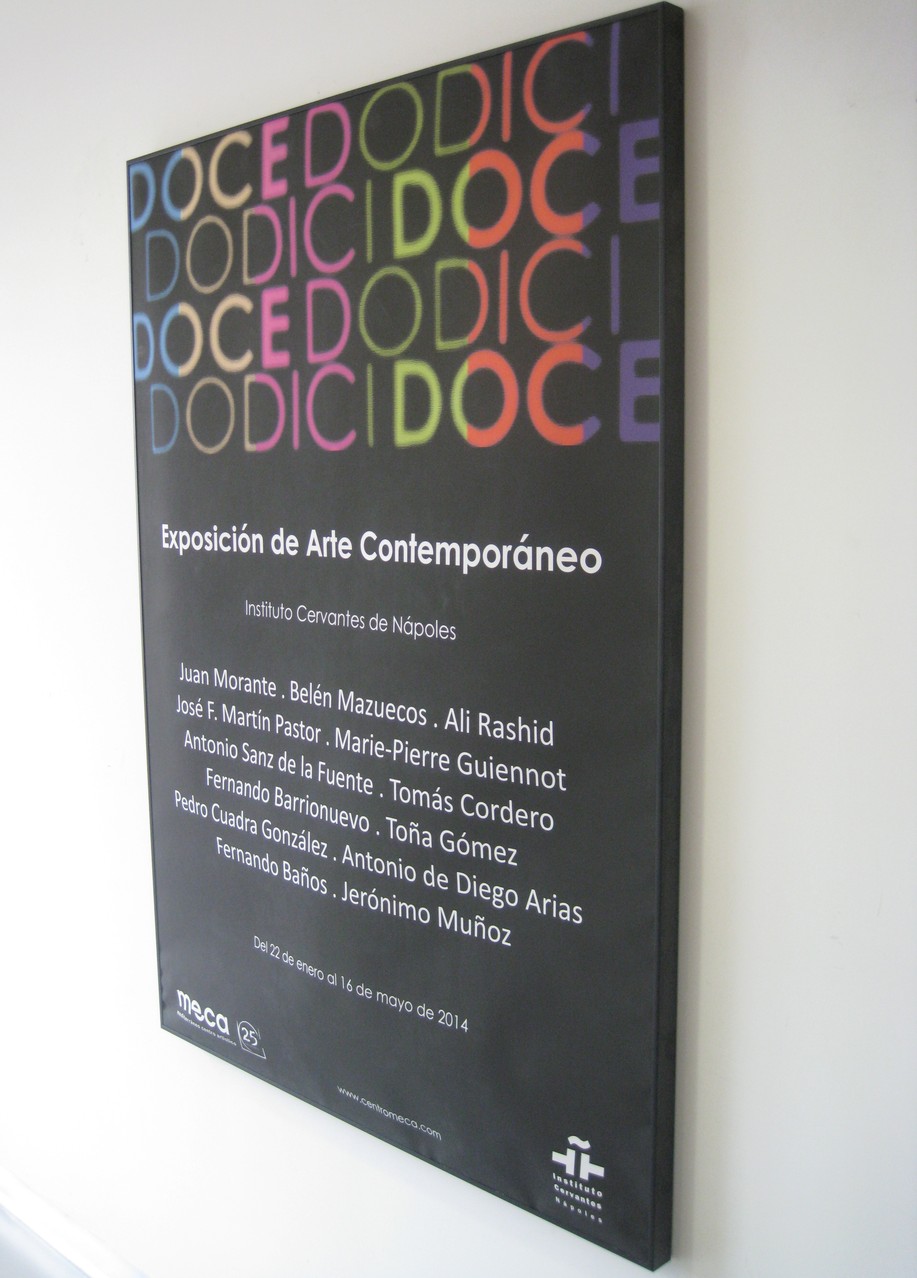 DOCEDODICI
DODICIDOCE
DOCEDODICI
DODICIDOCE
Exposición de Arte Contemporáneo
Instituto Cervantes de Nápoles
Juan Morante . Belén Mazuecos . Ali Rashid
José F. Martín Pastor . Marie-Pierre Guiennot
Antonio Sanz de la Fuente . Tomás Cordero
Fernando Barrionuevo . Toña Gómez
Pedro Cuadra González . Antonio de Diego Arias
Fernando Baños . Jerónimo Muñoz
Del 22 de enero al 16 de mayo de 2014
meca
mediterráneo centro artístico
25
www.centromeca.com
Instituto
Cervantes
Nápoles